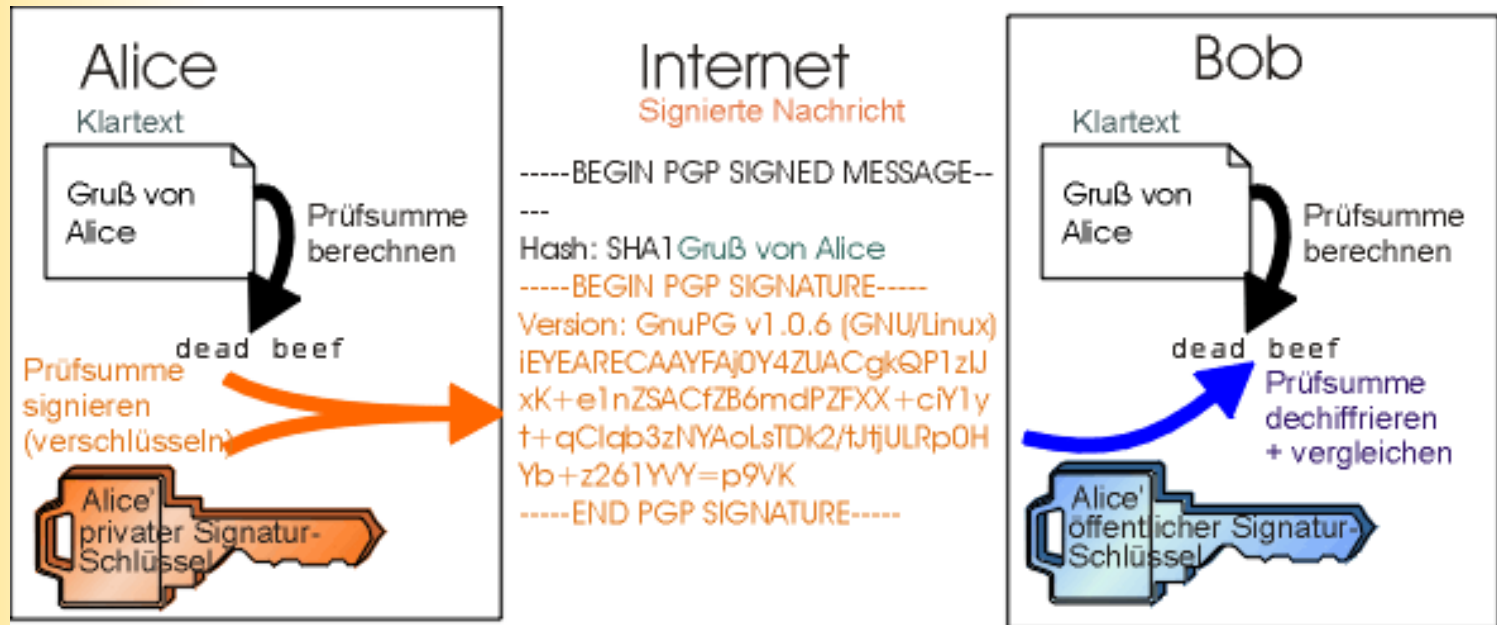 Alice
Klartext
Gruß von
Alice
Prüfsumme
berechnen
dead beef
Prüfsumme
signieren
(verschlüsseln)
Alice'
privater Signatur-
Schlüssel
Internet
Signierte Nachricht
-----BEGIN PGP SIGNED MESSAGE--
---
Hash: SHA1Gruß von Alice
-----BEGIN PGP SIGNATURE-----
Version: GnuPG v1.0.6 (GNU/Linux)
iEYEARECAAYFAj0Y4ZUACgkQP1zIJ
xK+e1nZSACfZB6mdPZFXX+ciY1y
t+qCIqb3zNYAoLsTDk2/tJtjULRp0H
Yb+z261YVY=p9VK
-----END PGP SIGNATURE-----
Bob
Klartext
Gruß von
Alice
Prüfsumme
berechnen
dead beef
Prüfsumme
dechiffrieren
+ vergleichen
Alice'
öffentlicher Signatur-
Schlüssel